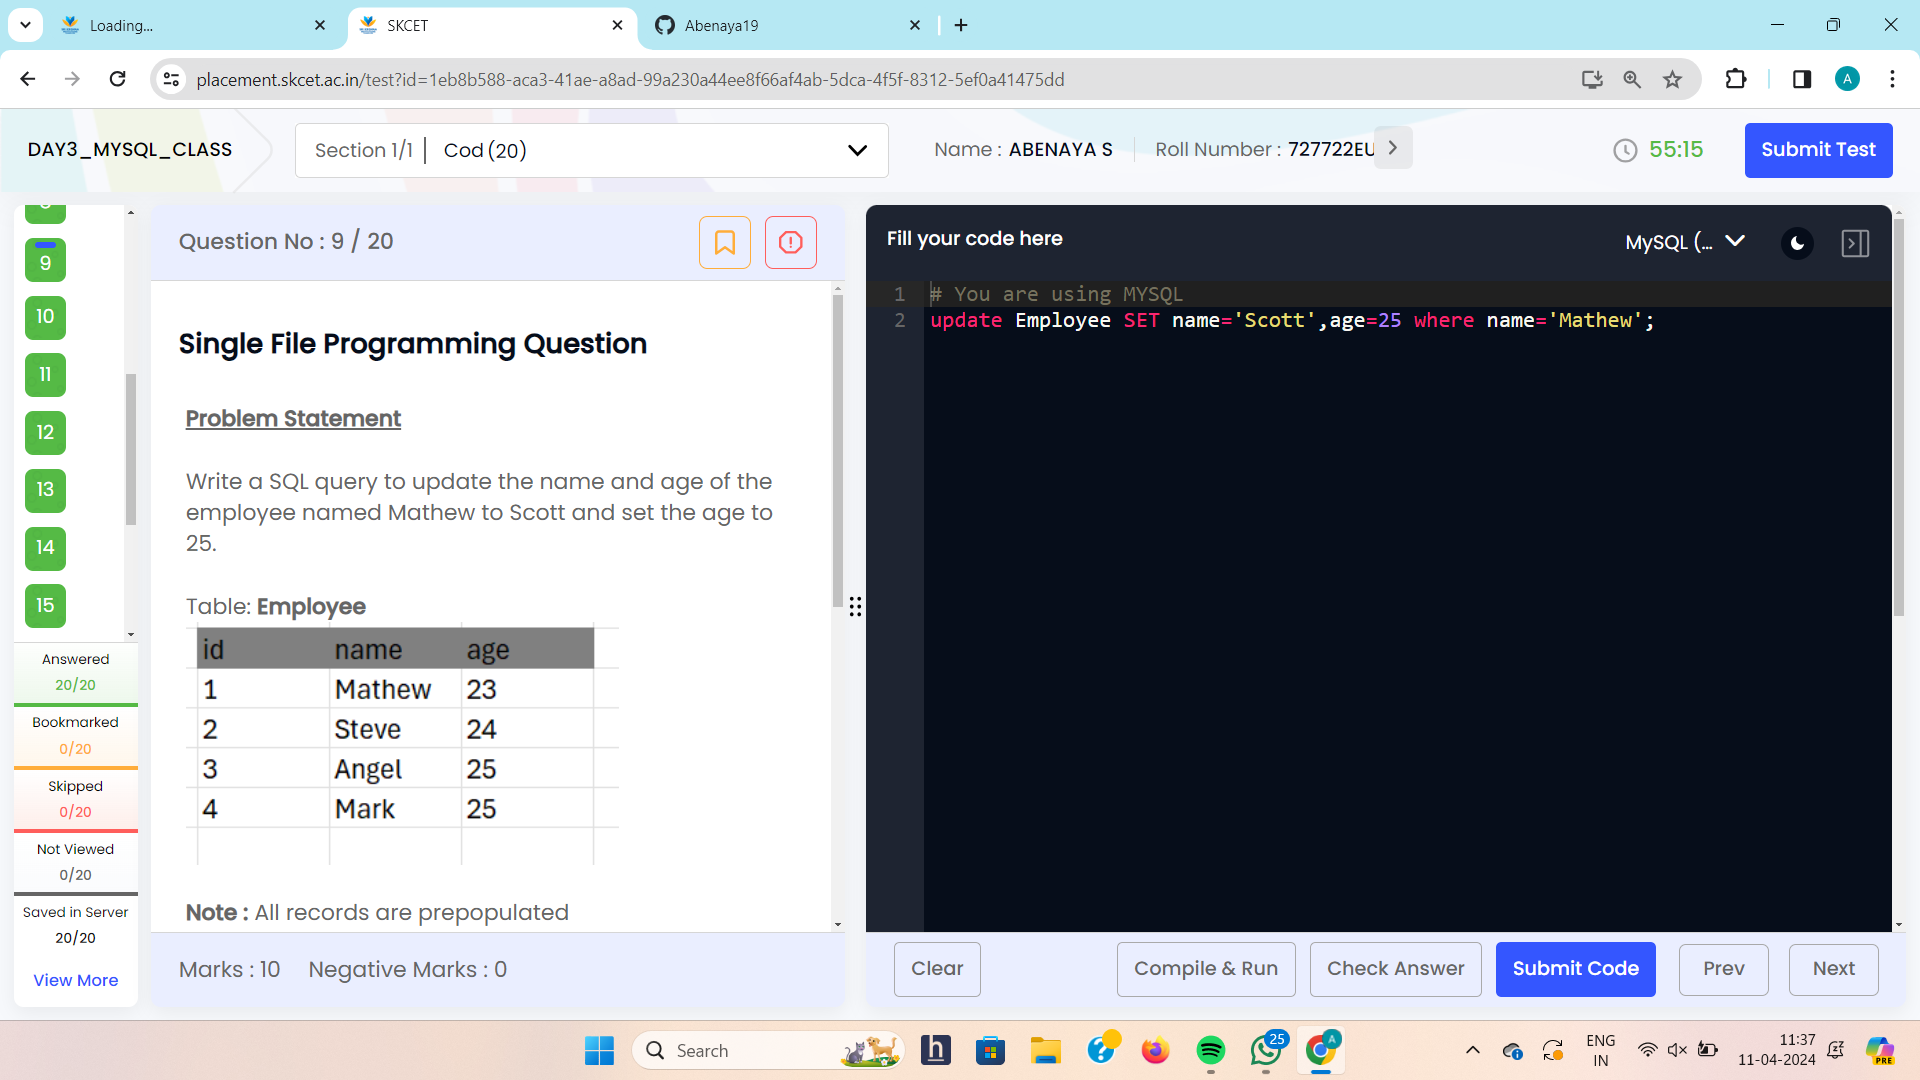 Loading...
SKCET
Abenaya19
placement.skcet.ac.in/test?id=1eb8b588-aca3-41ae-a8ad-99a230a44ee8f66af4ab-5dca-4f5f-8312-5ef0a41475dd
A
DAY3_MYSQL_CLASS
Section 1/1 | Cod (20)
Name : ABENAYA S
Roll Number : 727722EU
55:15
Submit Test
9
10
11
12
13
14
15
Answered
20/20
Bookmarked
0/20
Skipped
0/20
Not Viewed
0/20
Saved in Server
20/20
View More
Question No : 9 / 20
Single File Programming Question
Problem Statement
Write a SQL query to update the name and age of the
employee named Mathew to Scott and set the age to
25.
Table: Employee
id name age
1 Mathew 23
2 Steve 24
3 Angel 25
4 Mark 25
Note : All records are prepopulated
Marks : 10 Negative Marks : 0
Fill your code here
MySQL (...
1 # You are using MYSQL
2 update Employee SET name='Scott',age=25 where name='Mathew';
Clear
Compile & Run
Check Answer
Submit Code
Prev
Next
Search
h
25
A
ENG
IN
11:37
11-04-2024
PRE